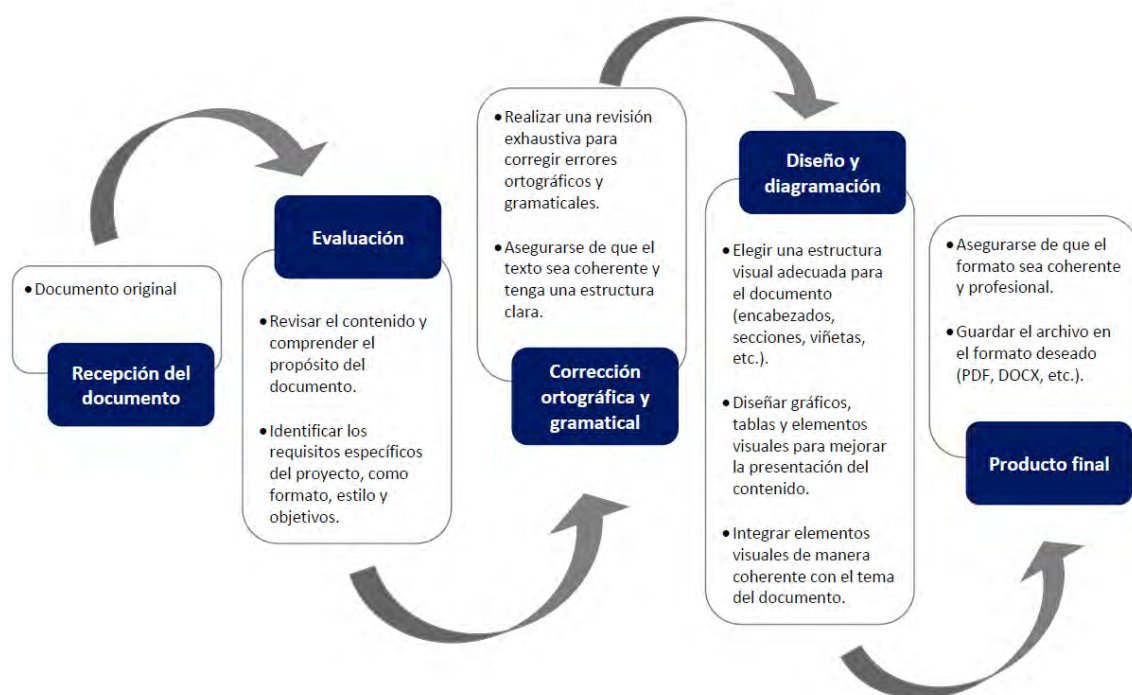 • Documento original
Recepción del
documento
Evaluación
• Revisar el contenido y
comprender el
propósito del
documento.
• Identificar los
requisitos específicos
del proyecto, como
formato, estilo y
objetivos.
• Realizar una revisión
exhaustiva para
corregir errores
ortográficos y
gramaticales.
• Asegurarse de que el
texto sea coherente y
tenga una estructura
clara.
Corrección
ortográfica y
gramatical
Diseño y
diagramación
• Elegir una estructura
visual adecuada para
el documento
(encabezados,
secciones, viñetas,
etc.).
• Diseñar gráficos,
tablas y elementos
visuales para mejorar
la presentación del
contenido.
• Integrar elementos
visuales de manera
coherente con el tema
del documento.
• Asegurarse de que el
formato sea coherente
y profesional.
• Guardar el archivo en
el formato deseado
(PDF, DOCX, etc.).
Producto final